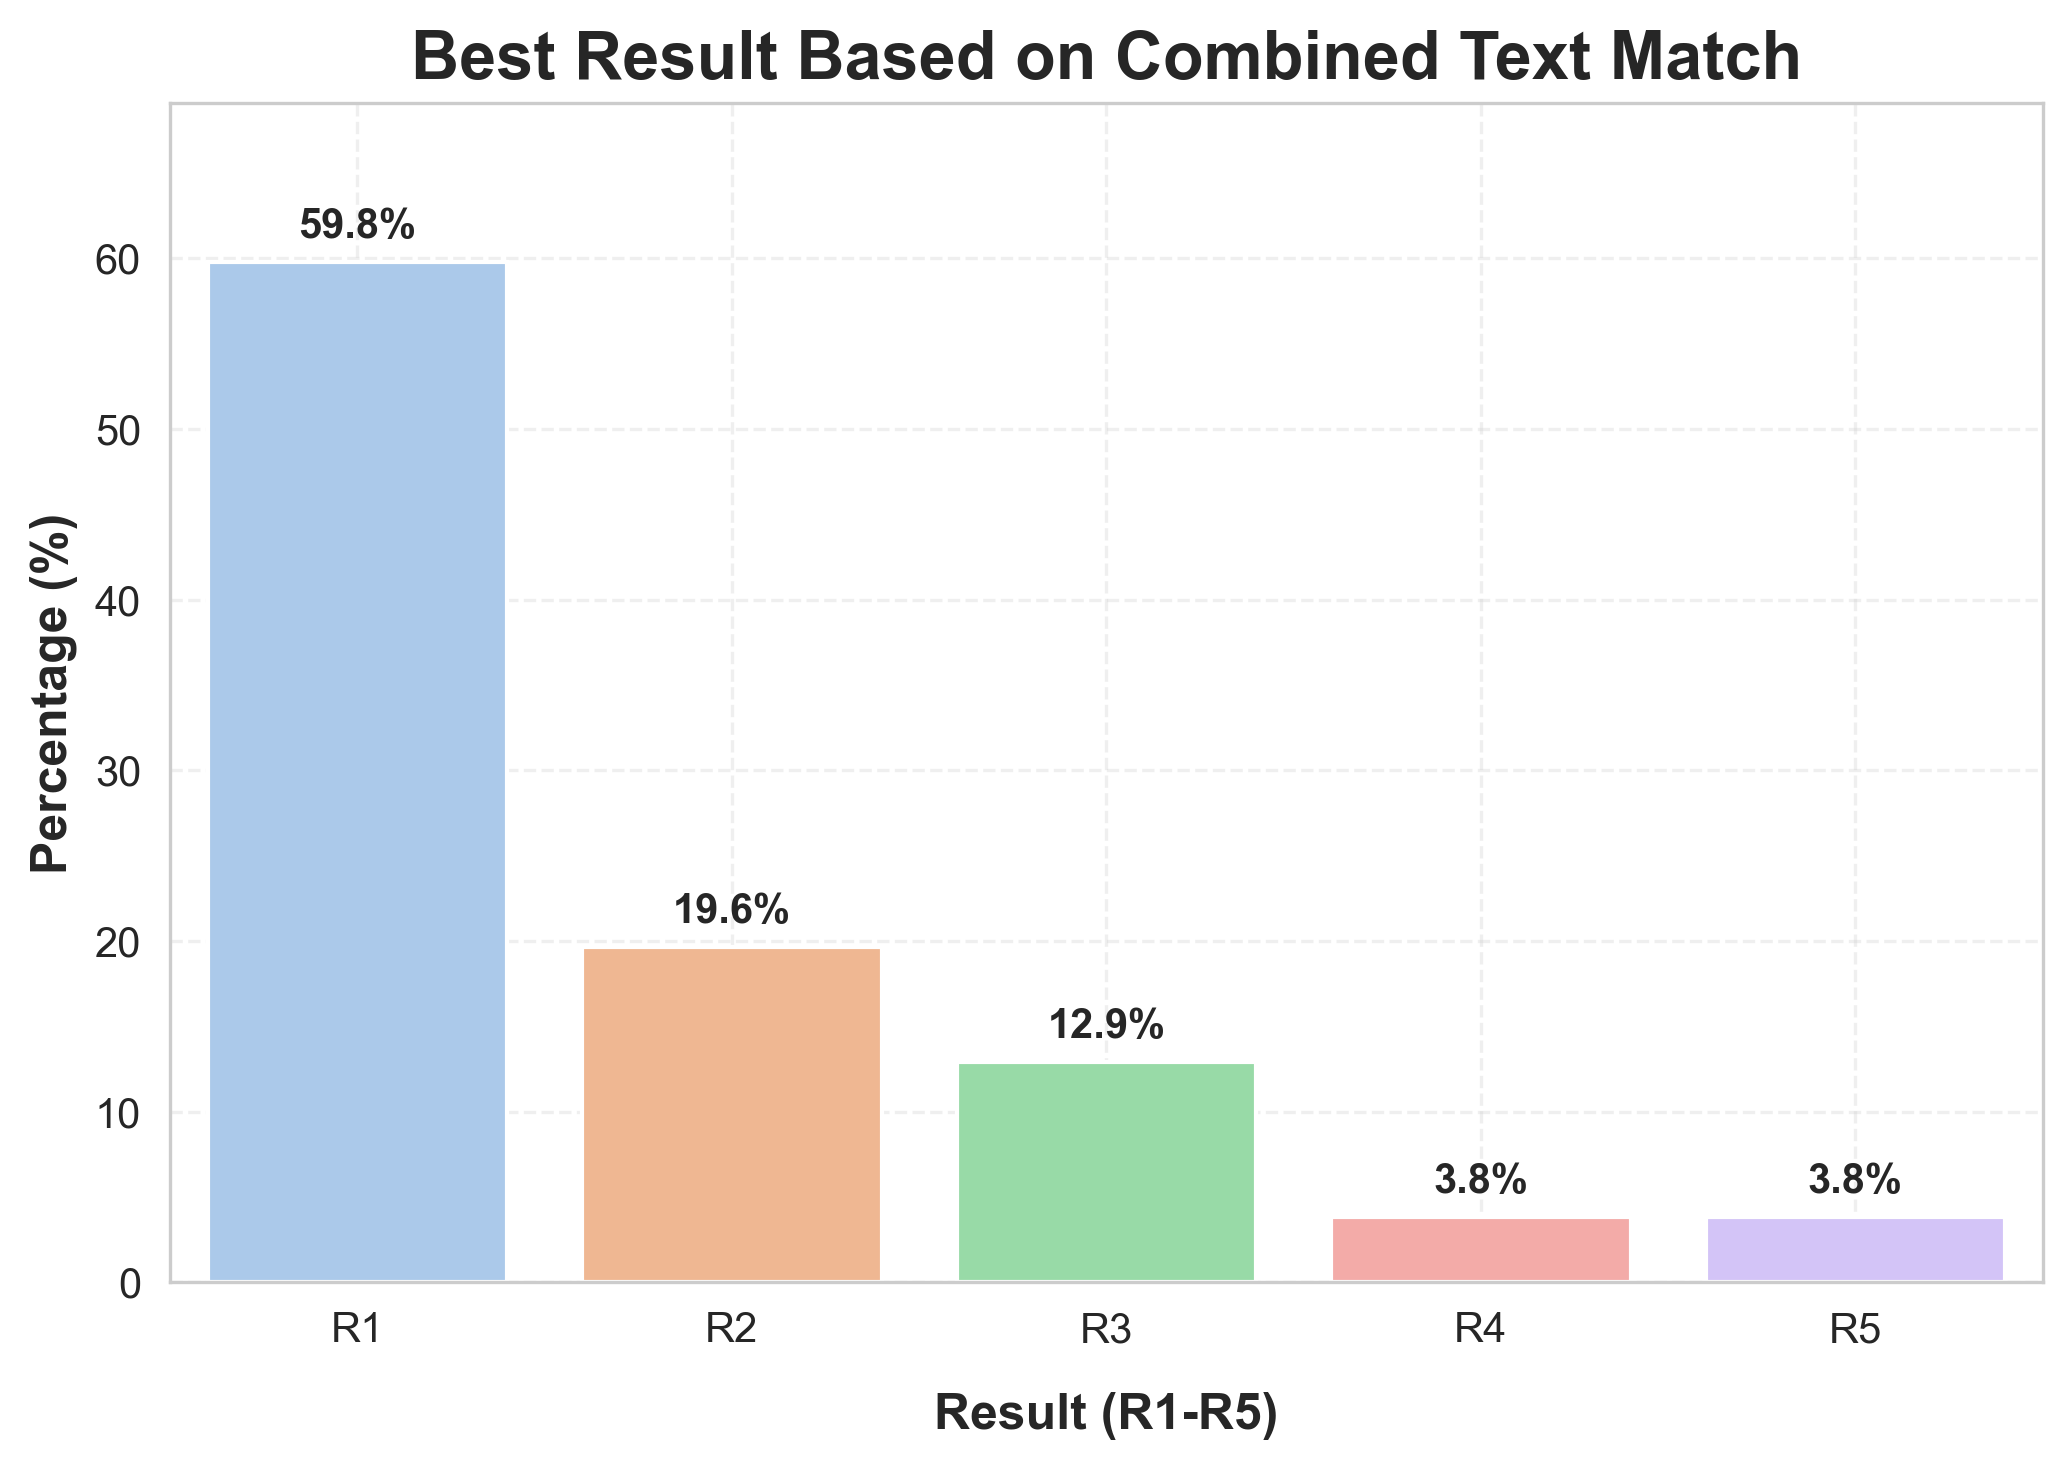 Best Result Based on Combined Text Match
Percentage (%)
60
50
40
30
20
10
0
59.8%
19.6%
12.9%
3.8%
3.8%
R1
R2
R3
R4
R5
Result (R1-R5)